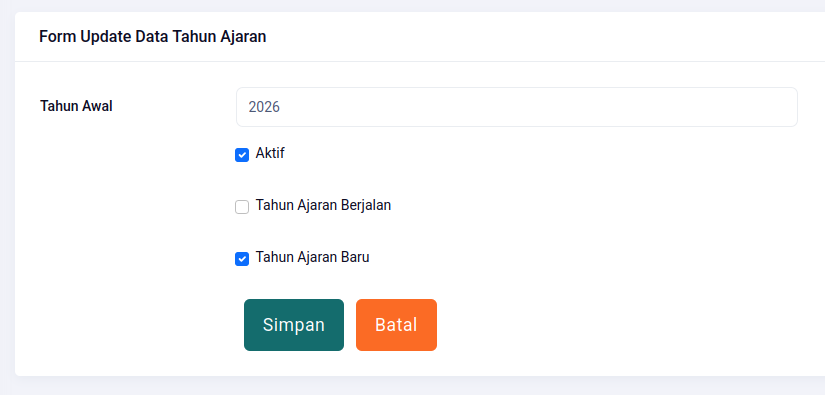 Form Update Data Tahun Ajaran
Tahun Awal
2026
Aktif
Tahun Ajaran Berjalan
Tahun Ajaran Baru
Simpan
Batal